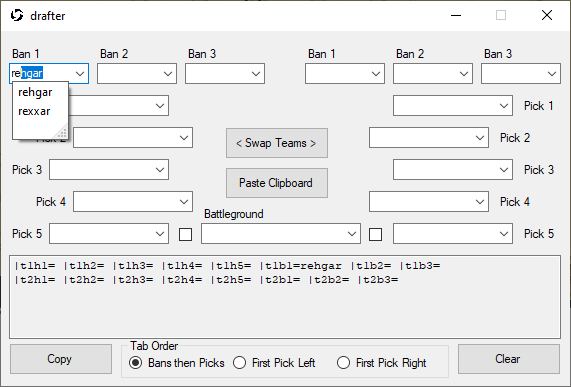 drafter
Ban 1 Ban 2 Ban 3 Ban 1 Ban 2 Ban 3
rehgar
rehgar
rexxar
Pick 1
Pick 2 < Swap Teams > Pick 2
Pick 3 Paste Clipboard Pick 3
Pick 4 Pick 4
Battleground
Pick 5 Pick 5
|t1h1= |t1h2= |t1h3= |t1h4= |t1h5= |t1b1=rehgar |t1b2= |t1b3=
|t2h1= |t2h2= |t2h3= |t2h4= |t2h5= |t2b1= |t2b2= |t2b3=
Tab Order
Copy Bans then Picks First Pick Left First Pick Right Clear